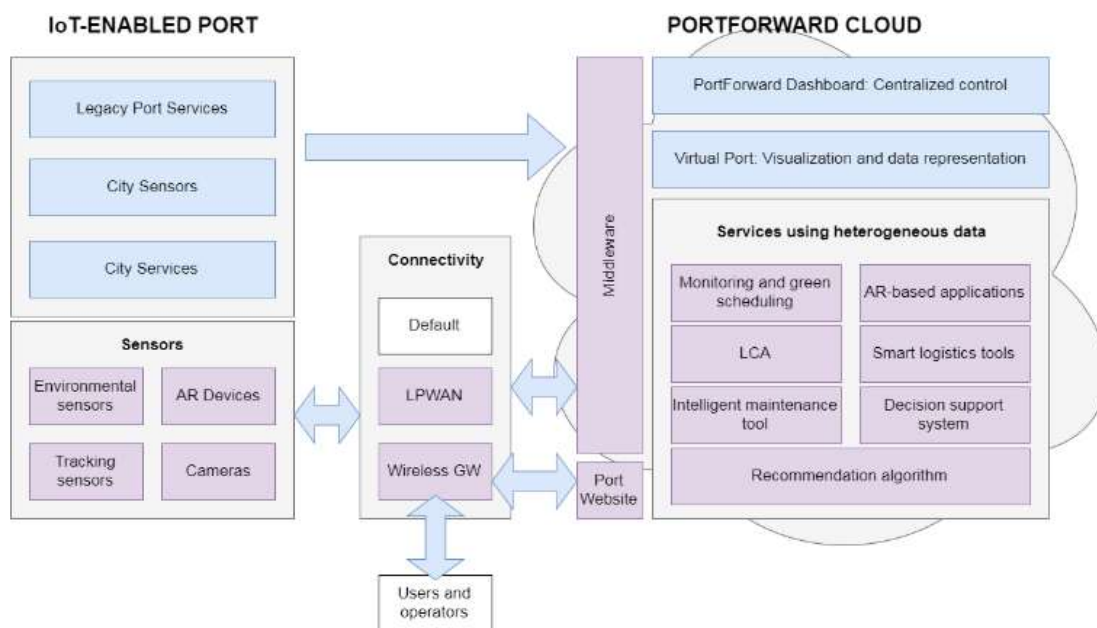 IoT-ENABLED PORT
PORTFORWARD CLOUD
Legacy Port Services
City Sensors
City Services
Sensors
Environmental
sensors
AR Devices
Tracking
sensors
Cameras
Connectivity
Default
LPWAN
Wireless GW
Users and
operators
Middleware
Port
Website
PortForward Dashboard: Centralized control
Virtual Port: Visualization and data representation
Services using heterogeneous data
Monitoring and green
scheduling
AR-based applications
LCA
Smart logistics tools
Intelligent maintenance
tool
Decision support
system
Recommendation algorithm